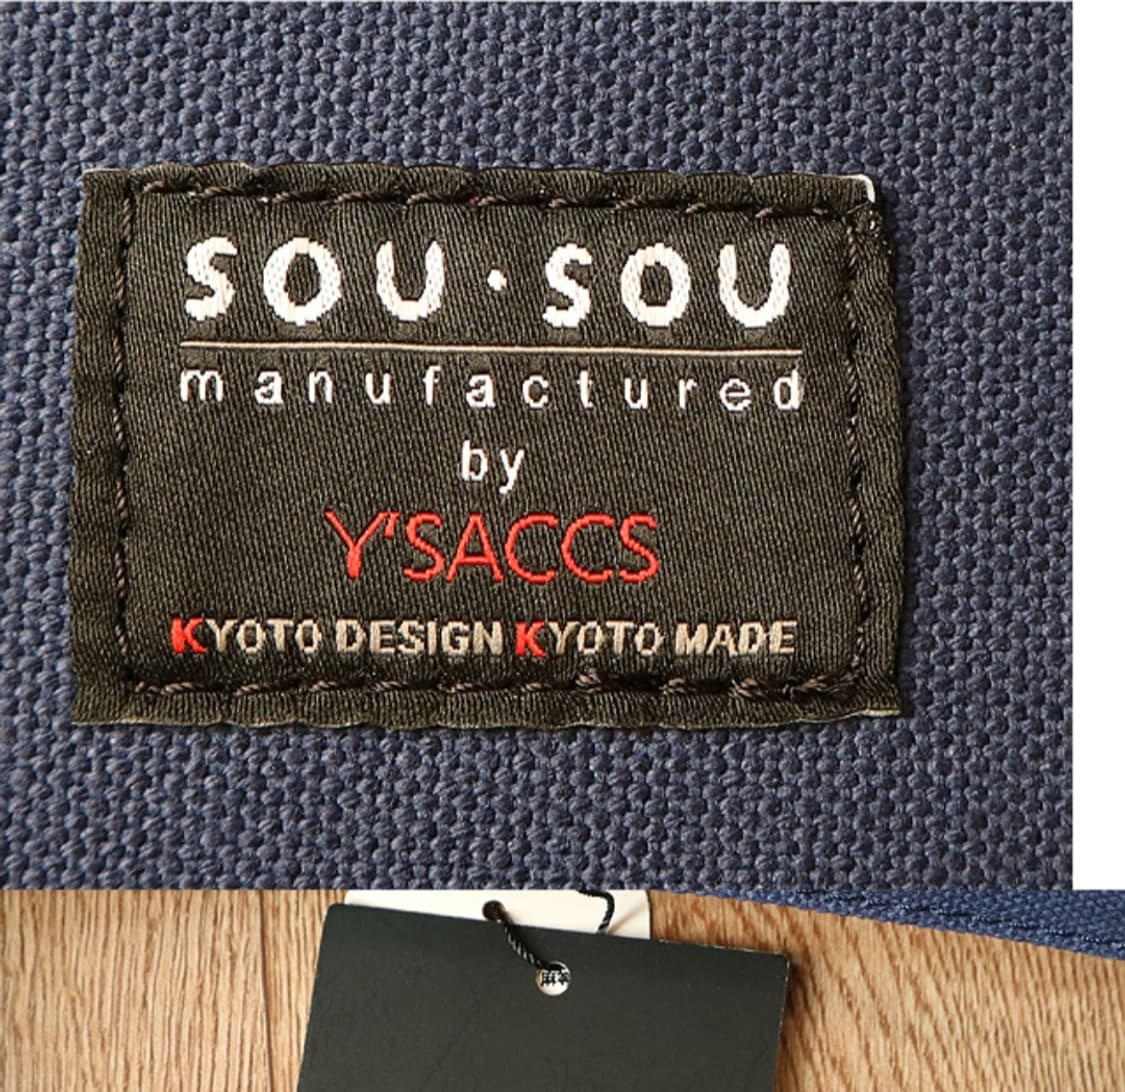 SOU・SOU
manufactured
by
Y'SACCS
KYOTO DESIGN KYOTO MADE